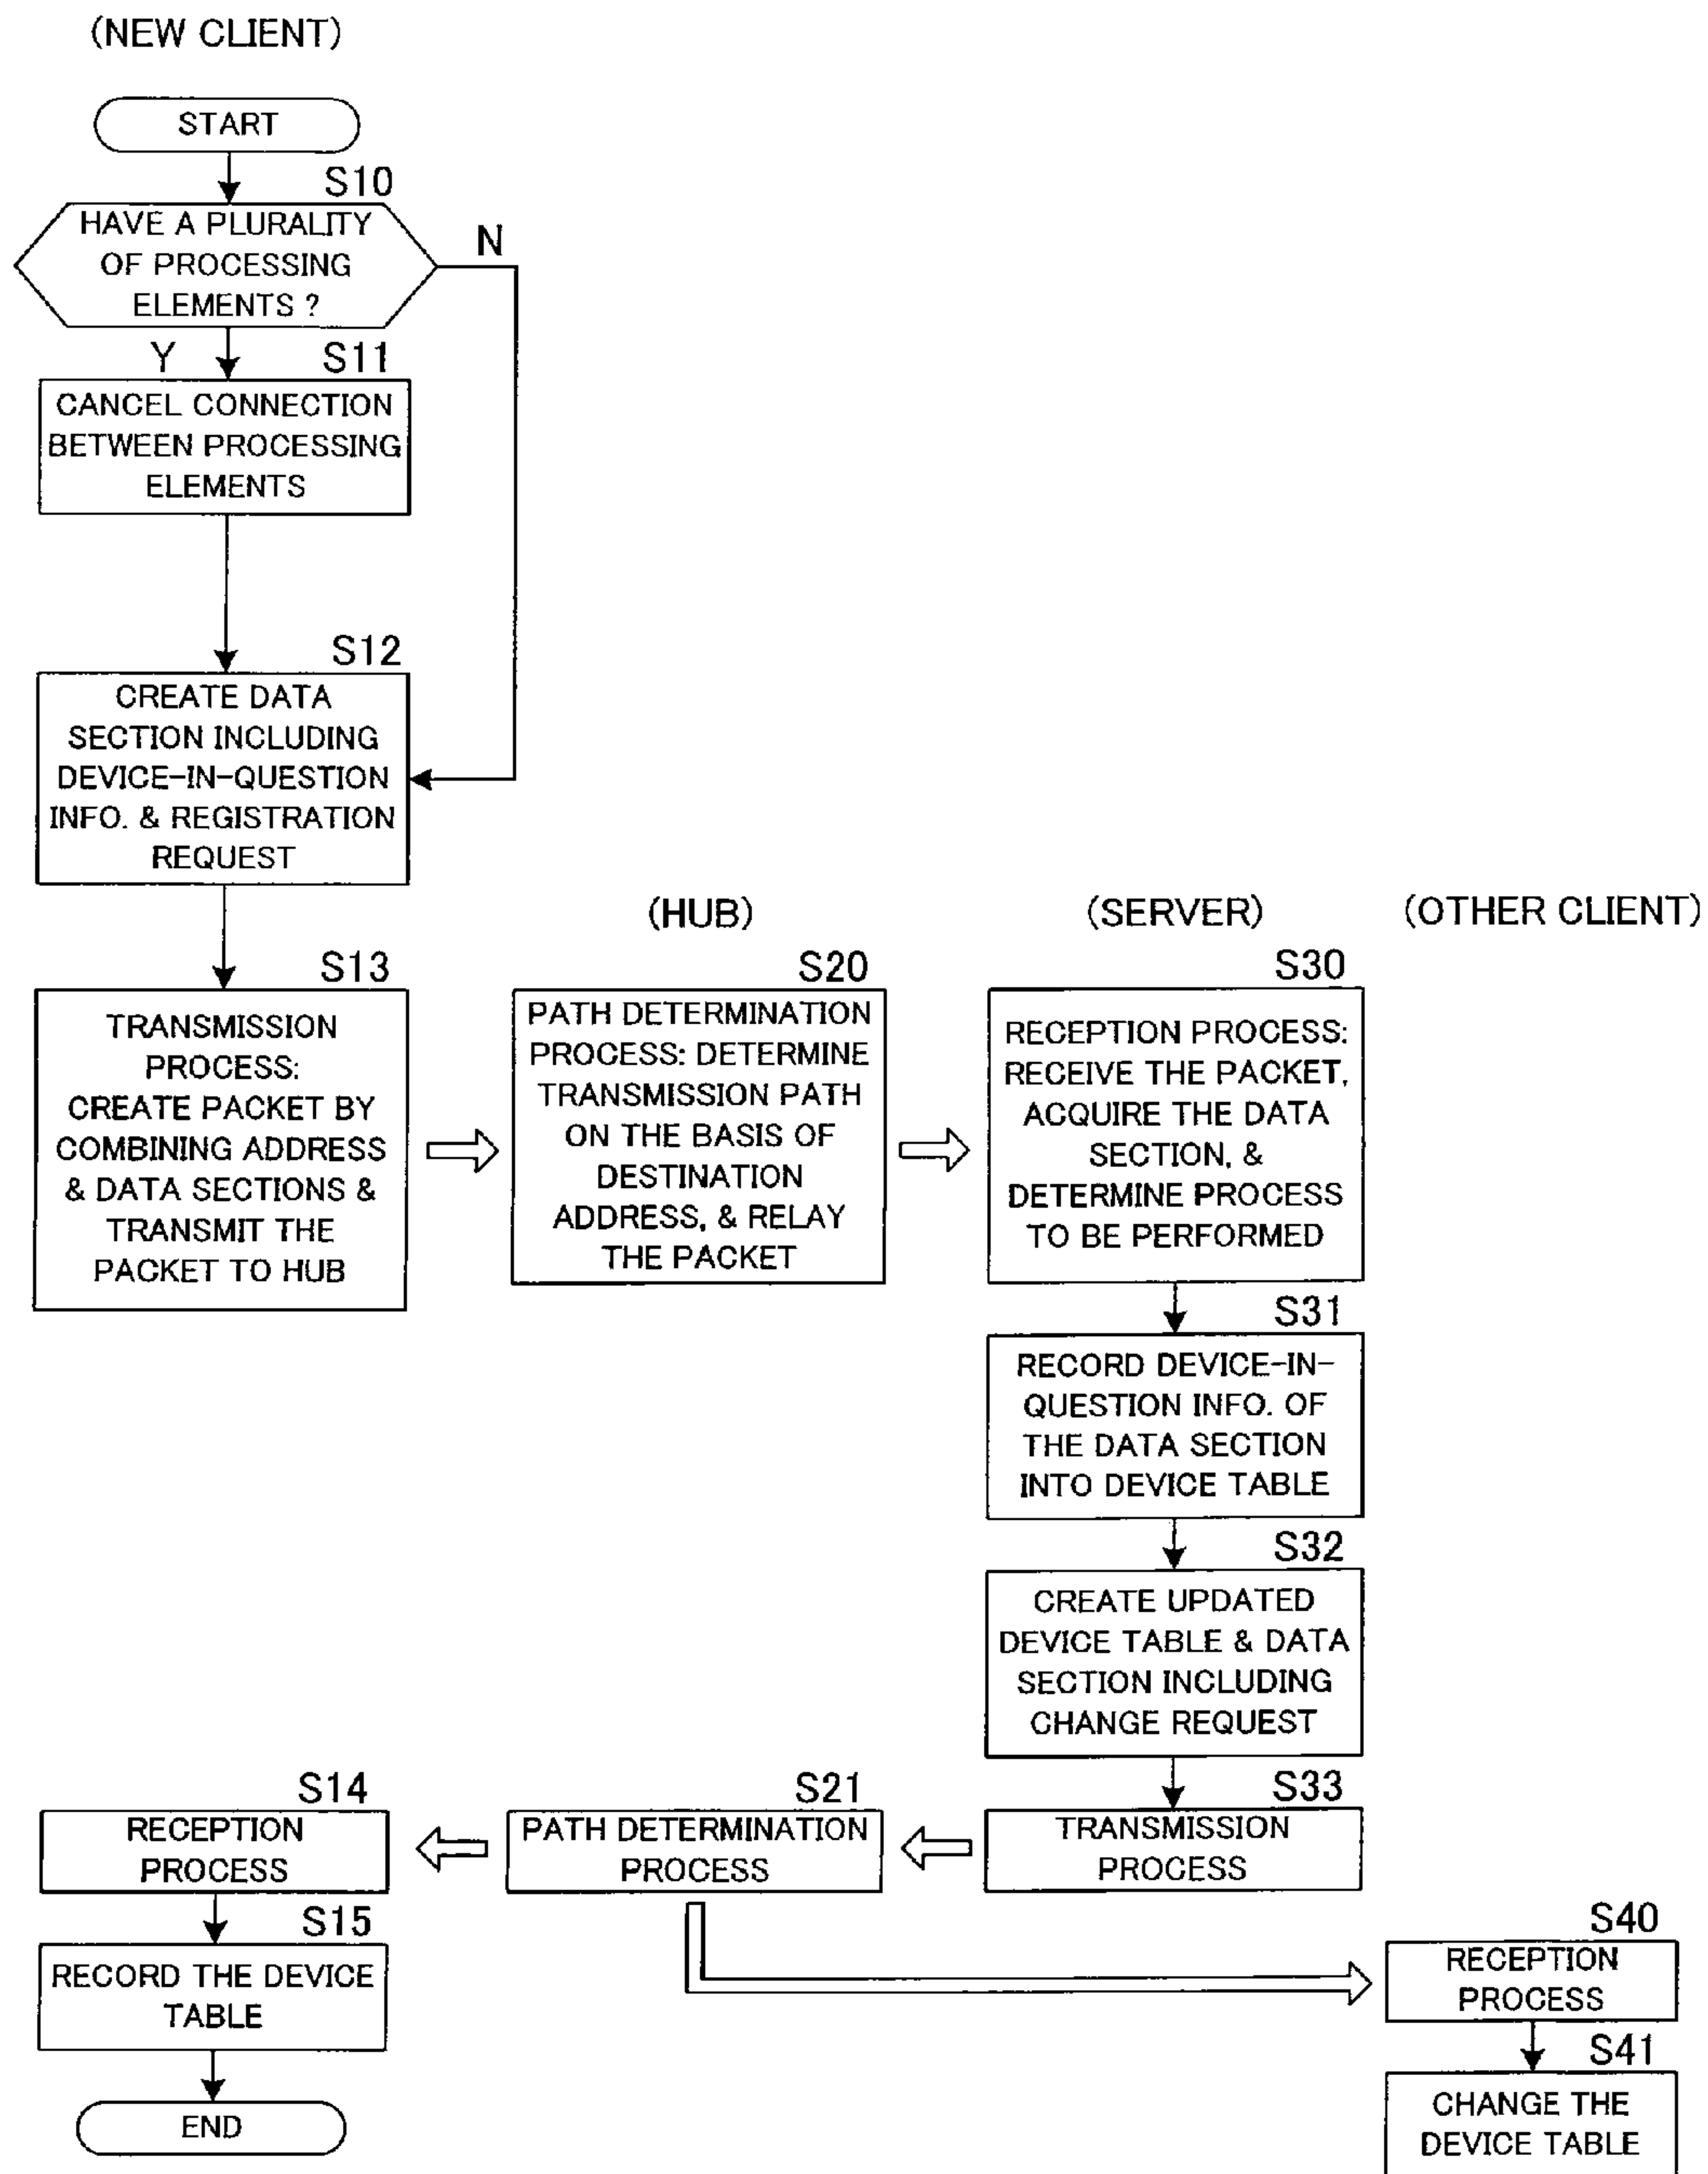 (NEW CLIENT)
START
S10
HAVE A PLURALITY
OF PROCESSING
ELEMENTS ?
N
Y
S11
CANCEL CONNECTION
BETWEEN PROCESSING
ELEMENTS
S12
CREATE DATA
SECTION INCLUDING
DEVICE-IN-QUESTION
INFO. & REGISTRATION
REQUEST
(HUB)
(SERVER)
(OTHER CLIENT)
S13
TRANSMISSION
PROCESS:
CREATE PACKET BY
COMBINING ADDRESS
& DATA SECTIONS &
TRANSMIT THE
PACKET TO HUB
S20
PATH DETERMINATION
PROCESS: DETERMINE
TRANSMISSION PATH
ON THE BASIS OF
DESTINATION
ADDRESS, & RELAY
THE PACKET
S30
RECEPTION PROCESS:
RECEIVE THE PACKET,
ACQUIRE THE DATA
SECTION, &
DETERMINE PROCESS
TO BE PERFORMED
S31
RECORD DEVICE-IN-
QUESTION INFO. OF
THE DATA SECTION
INTO DEVICE TABLE
S32
CREATE UPDATED
DEVICE TABLE & DATA
SECTION INCLUDING
CHANGE REQUEST
S33
TRANSMISSION
PROCESS
S21
PATH DETERMINATION
PROCESS
S14
RECEPTION
PROCESS
S15
RECORD THE DEVICE
TABLE
END
S40
RECEPTION
PROCESS
S41
CHANGE THE
DEVICE TABLE